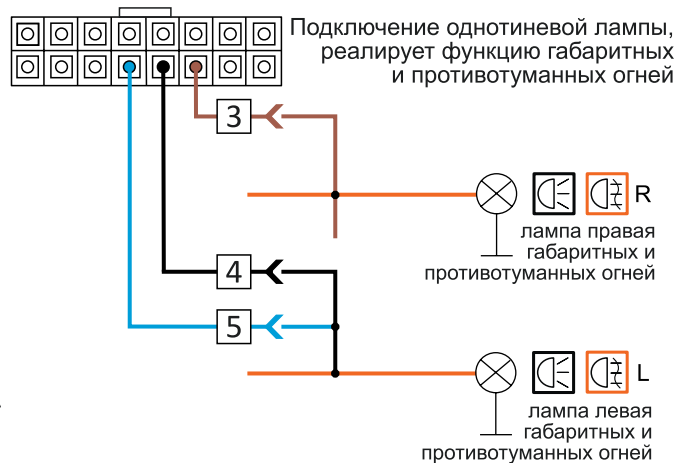 Подключение однотиневой лампы,
реалирует функцию габаритных
и противотуманных огней
3
R
лампа правая
габаритных и
противотуманных огней
4
5
L
лампа левая
габаритных и
противотуманных огней